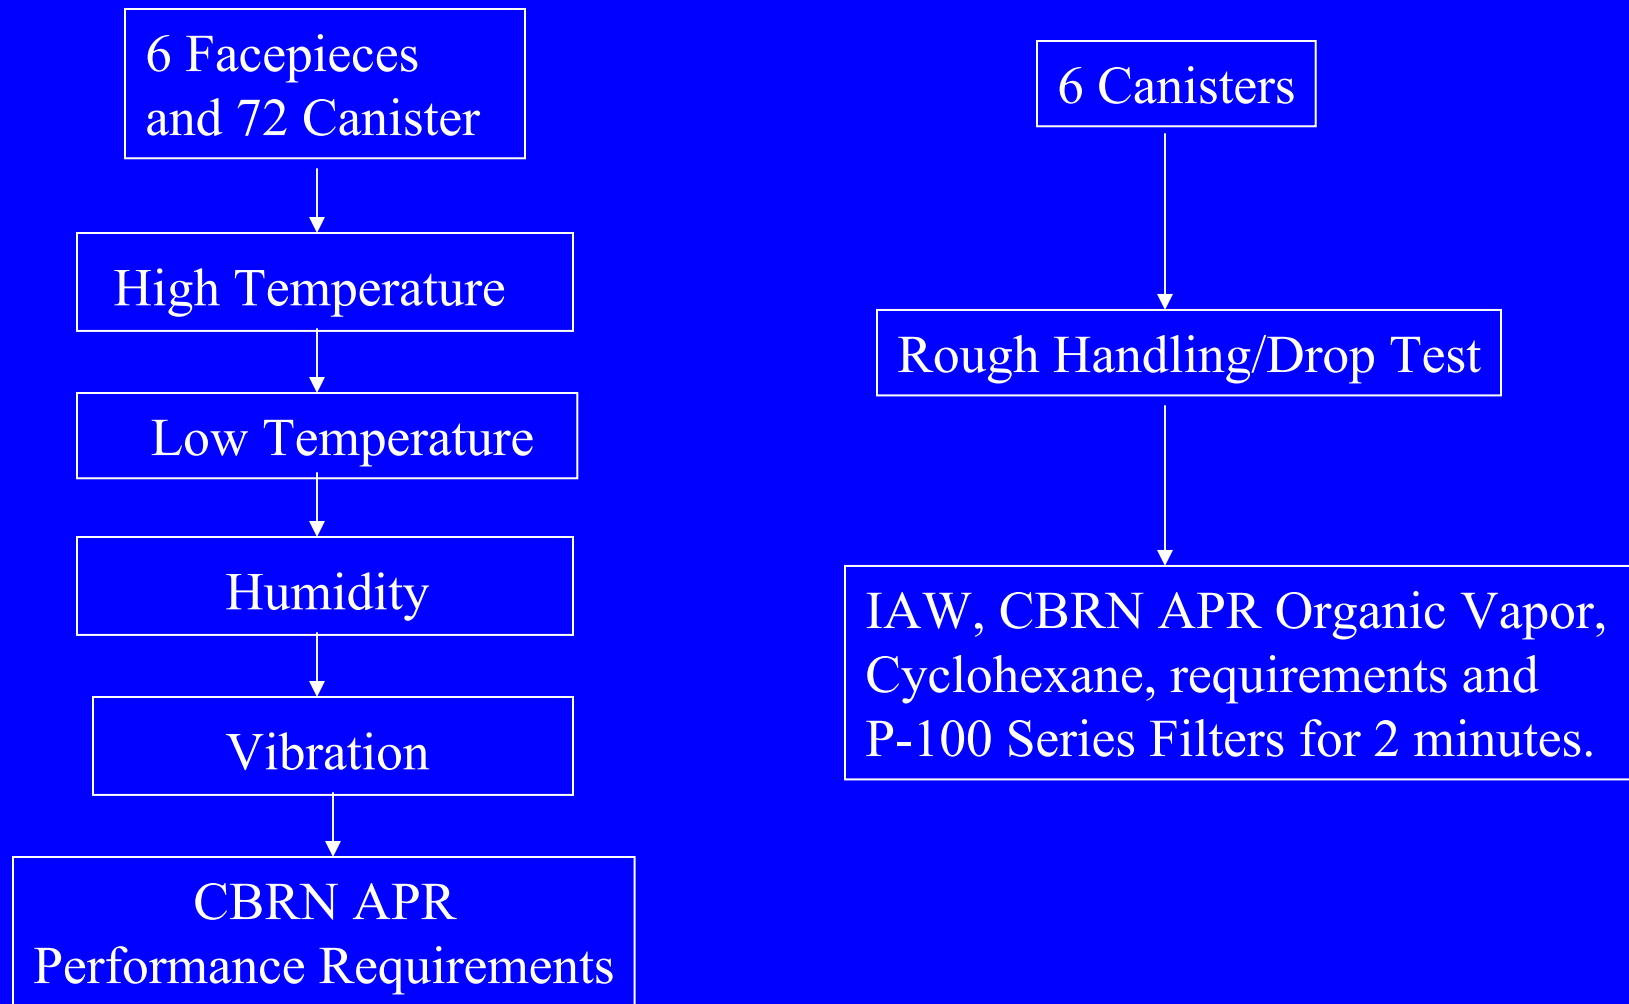 6 Facepieces
and 72 Canister
High Temperature
Low Temperature
Humidity
Vibration
CBRN APR
Performance Requirements
6 Canisters
Rough Handling/Drop Test
IAW, CBRN APR Organic Vapor,
Cyclohexane, requirements and
P-100 Series Filters for 2 minutes.